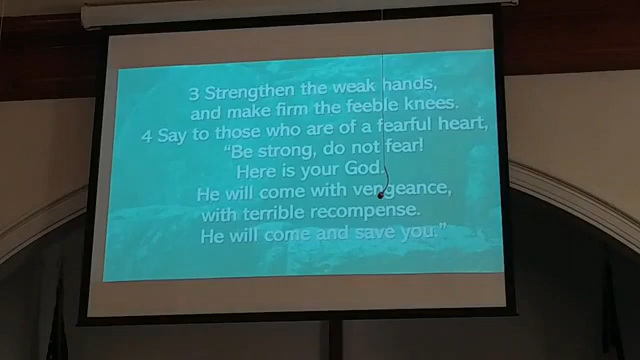 3 Strengthen the weak hands,
and make firm the feeble knees.
4 Say to those who are of a fearful heart,
"Be strong, do not fear!
Here is your God.
He will come with vengeance,
with terrible recompense.
He will come and save you."